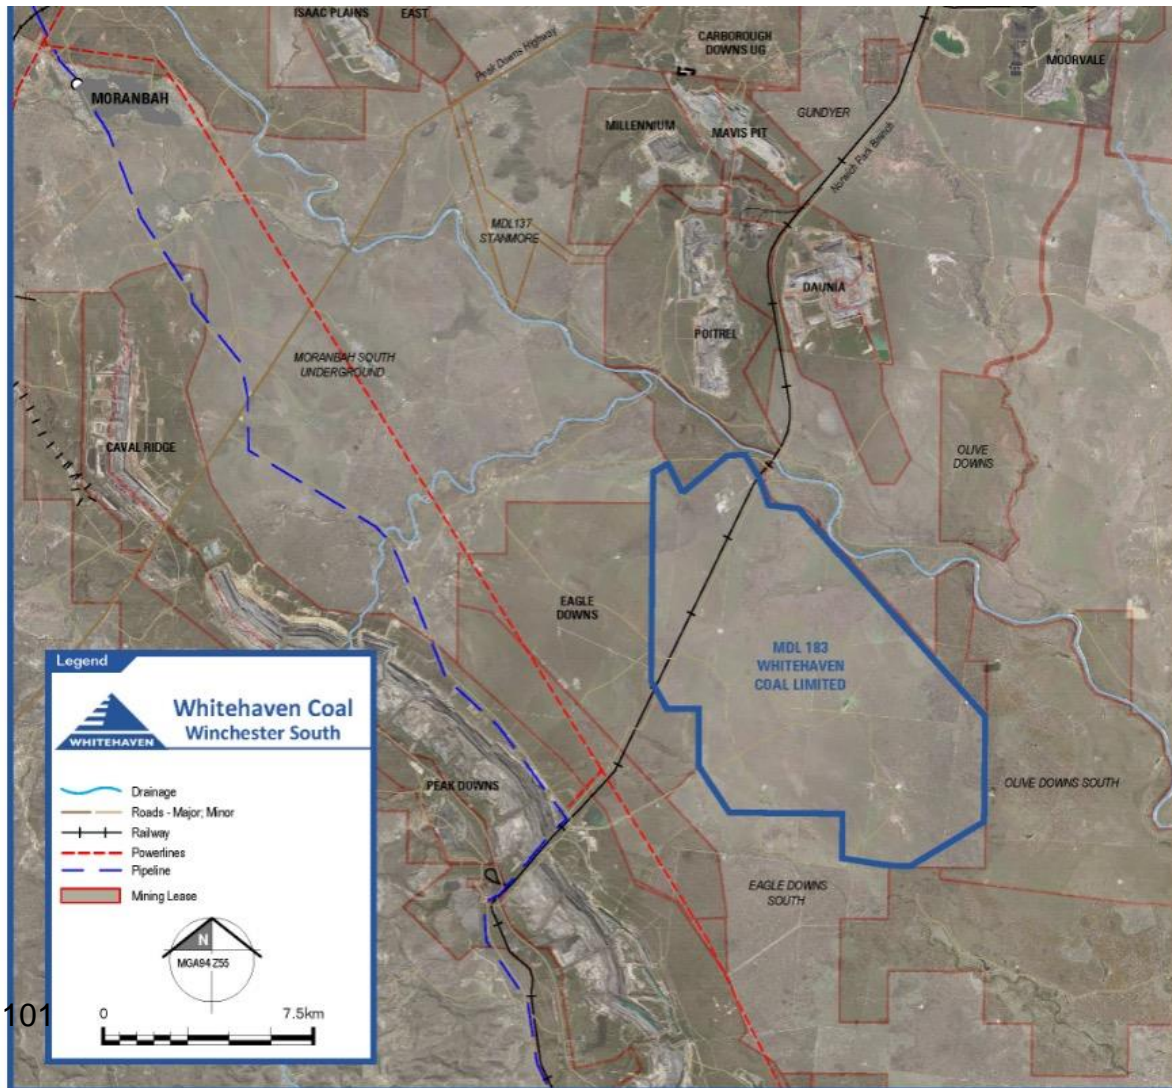 ISAAC PLAINS
EAST
CARBOROUGH
DOWNS UG
Peak Downs Highway
MOORVALE
MORANBAH
MILLENNIUM
MAVIS PIT
GUNDYER
Norwich Park Branch
MDL137
STANMORE
DAUNIA
POITREL
MORANBAH SOUTH
UNDERGROUND
CAVAL RIDGE
OLIVE
DOWNS
EAGLE
DOWNS
MDL 183
WHITEHAVEN
COAL LIMITED
PEAK DOWNS
OLIVE DOWNS SOUTH
EAGLE DOWNS
SOUTH
Legend
WHITEHAVEN
Whitehaven Coal
Winchester South
Drainage
Roads - Major; Minor
Railway
Powerlines
Pipeline
Mining Lease
N
MGA94 Z55
0 7.5km
101